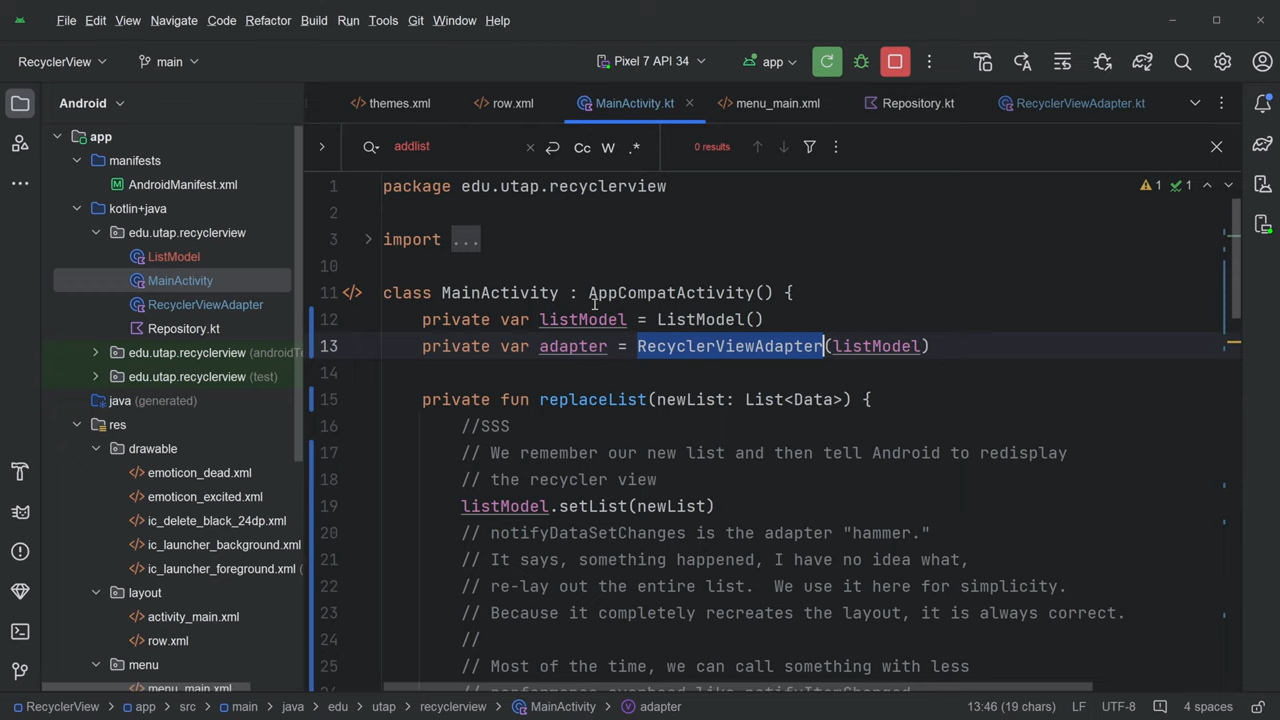 File Edit View Navigate Code Refactor Build Run Tools Git Window Help
RecyclerView main Pixel 7 API 34 app
Android
themes.xml row.xml MainActivity.kt menu_main.xml Repository.kt RecyclerViewAdapter.kt
app
manifests
AndroidManifest.xml
kotlin+java
edu.utap.recyclerview
ListModel
MainActivity
RecyclerViewAdapter
Repository.kt
edu.utap.recyclerview (androidTe
edu.utap.recyclerview (test)
java (generated)
res
drawable
emoticon_dead.xml
emoticon_excited.xml
ic_delete_black_24dp.xml
ic_launcher_background.xml
ic_launcher_foreground.xml (
layout
activity_main.xml
row.xml
menu
menu_main.xml
addlist Cc W .* 0 results
1 1
1 package edu.utap.recyclerview
2
3 import ...
10
11 class MainActivity : AppCompatActivity() {
12 private var listModel = ListModel()
13 private var adapter = RecyclerViewAdapter(listModel)
14
15 private fun replaceList(newList: List<Data>) {
16 //SSS
17 // We remember our new list and then tell Android to redisplay
18 // the recycler view
19 listModel.setList(newList)
20 // notifyDataSetChanges is the adapter "hammer."
21 // It says, something happened, I have no idea what,
22 // re-lay out the entire list. We use it here for simplicity.
23 // Because it completely recreates the layout, it is always correct.
24 //
25 // Most of the time, we can call something with less
// performance overhead like notifyItemChanged
RecyclerView app src main java edu utap recyclerview MainActivity adapter 13:46 (19 chars) LF UTF-8 4 spaces